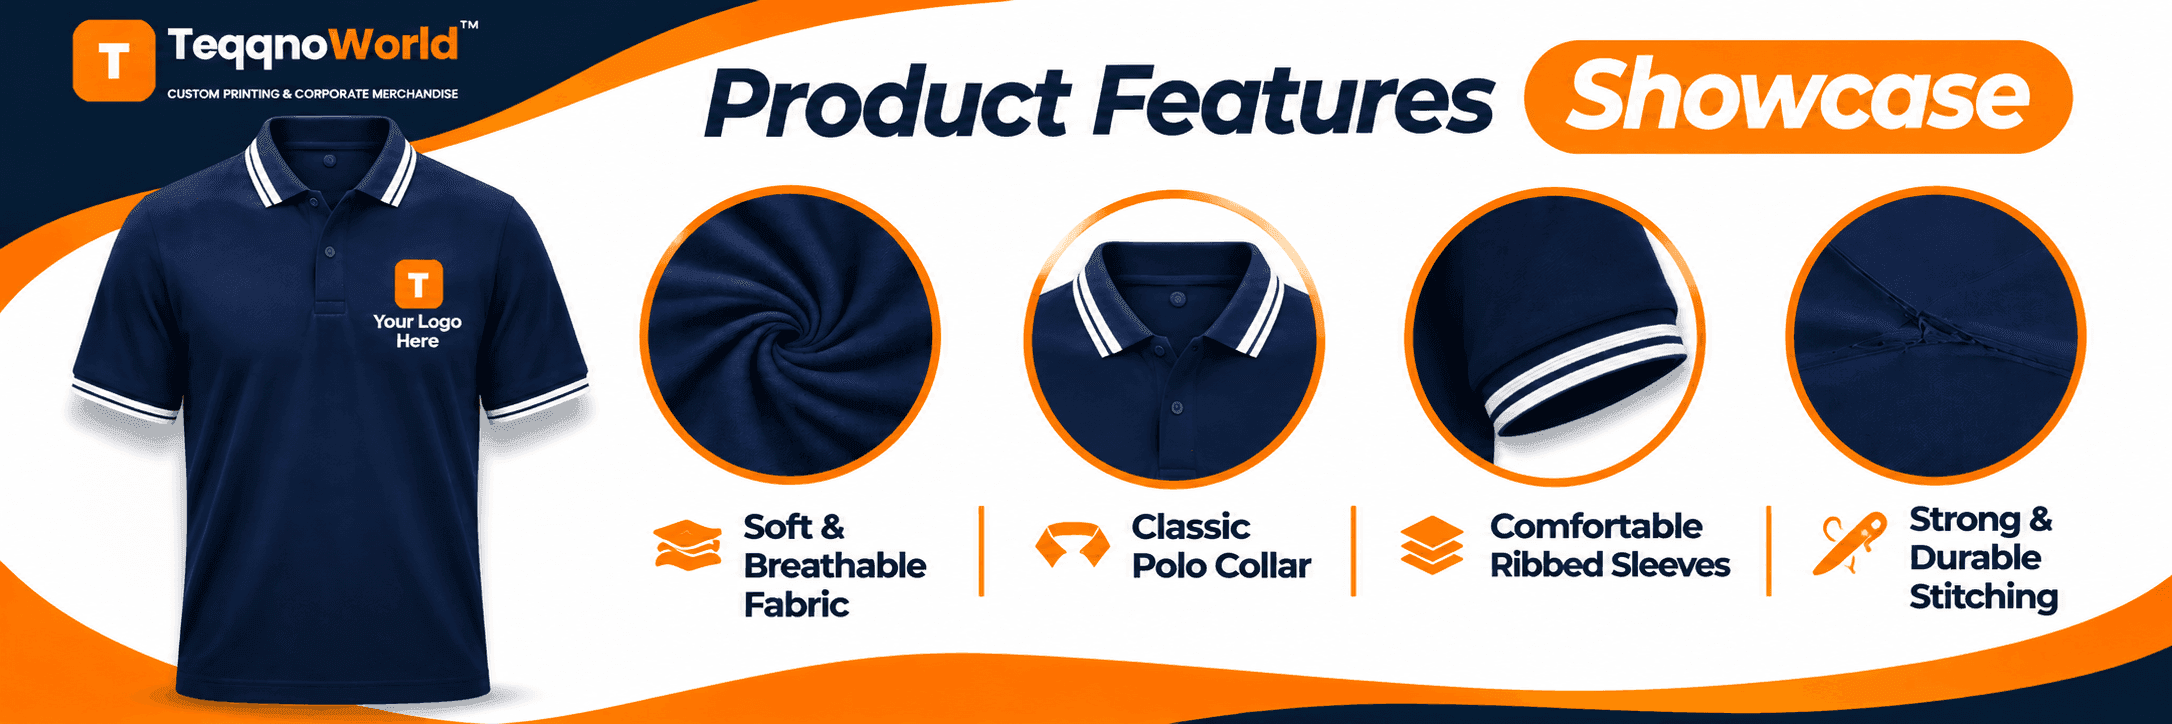 T
TeqqnoWorld™
CUSTOM PRINTING & CORPORATE MERCHANDISE
Product Features Showcase
T
Your Logo
Here
Soft &
Breathable
Fabric
Classic
Polo Collar
Comfortable
Ribbed Sleeves
Strong &
Durable
Stitching